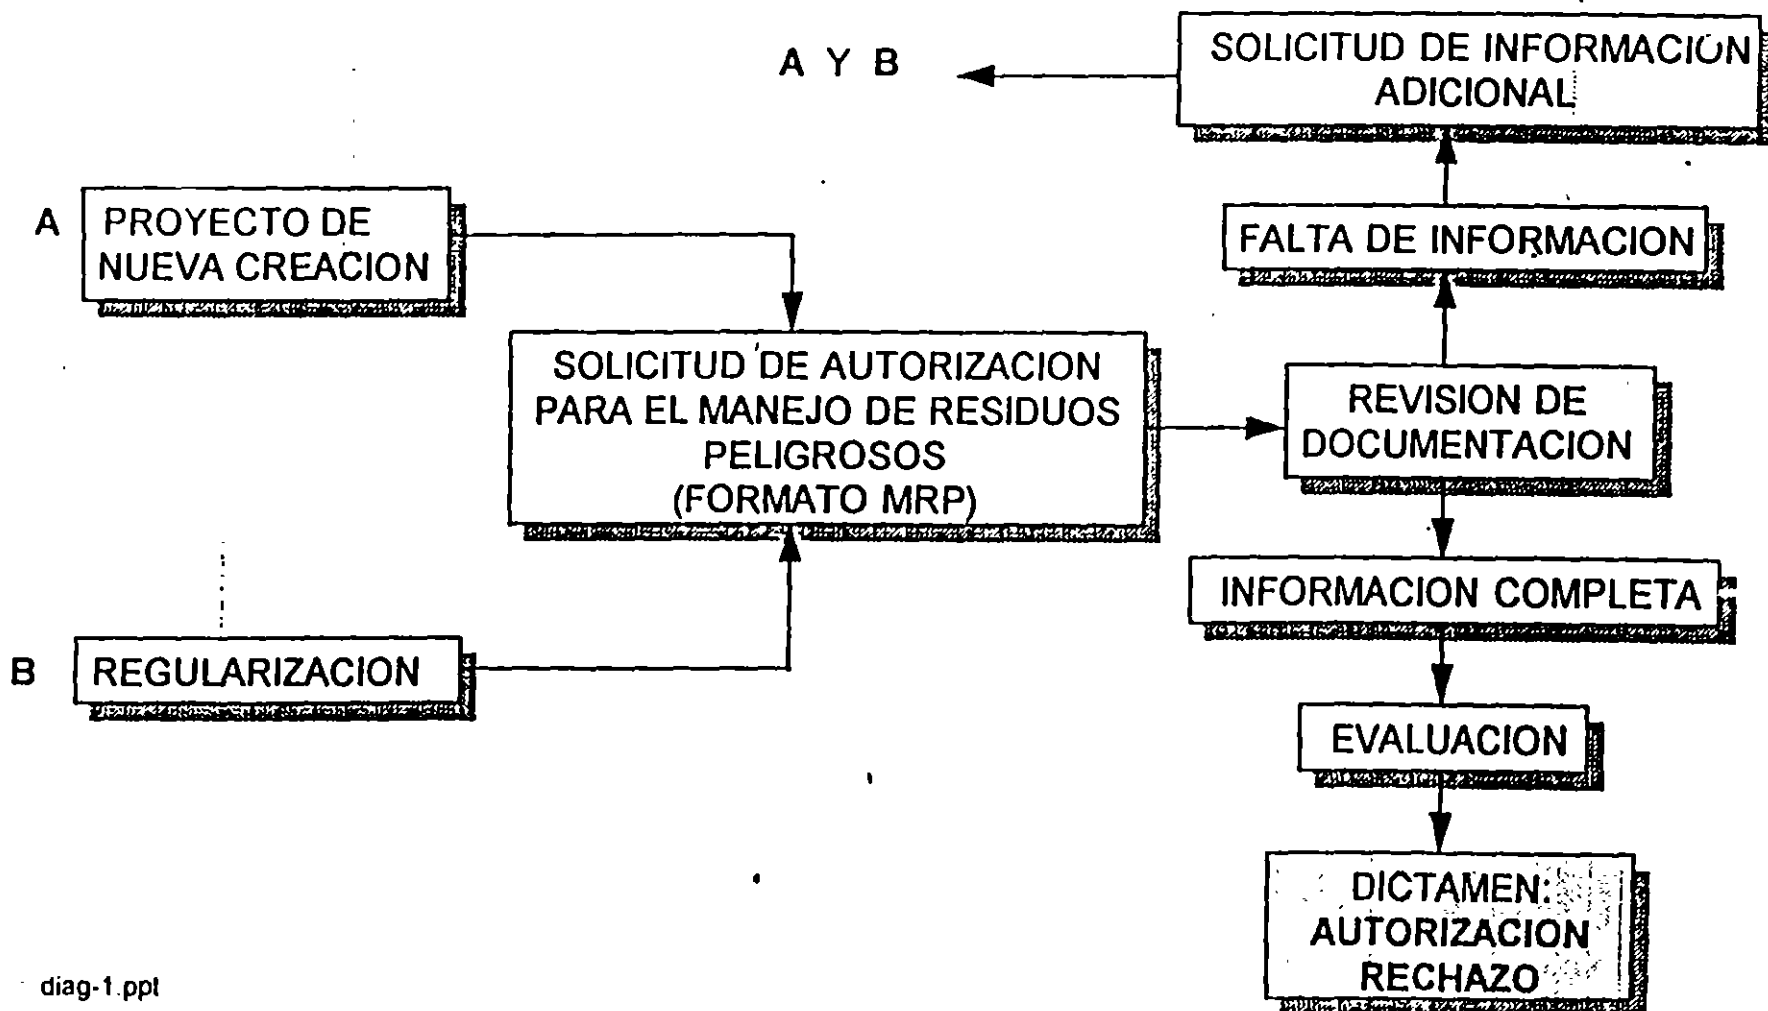 A Y B
SOLICITUD DE INFORMACION
ADICIONAL
A
PROYECTO DE
NUEVA CREACION
FALTA DE INFORMACION
SOLICITUD DE AUTORIZACION
PARA EL MANEJO DE RESIDUOS
PELIGROSOS
(FORMATO MRP)
REVISION DE
DOCUMENTACION
INFORMACION COMPLETA
B
REGULARIZACION
EVALUACION
DICTAMEN:
AUTORIZACION
RECHAZO
diag-1.ppt